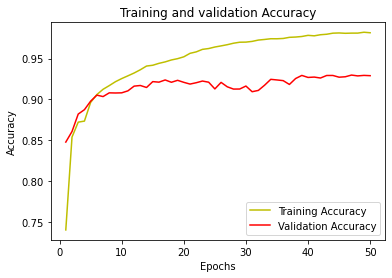 Training and validation Accuracy
Accuracy
0.95
0.90
0.85
0.80
0.75
Training Accuracy
Validation Accuracy
0
10
20
30
40
50
Epochs